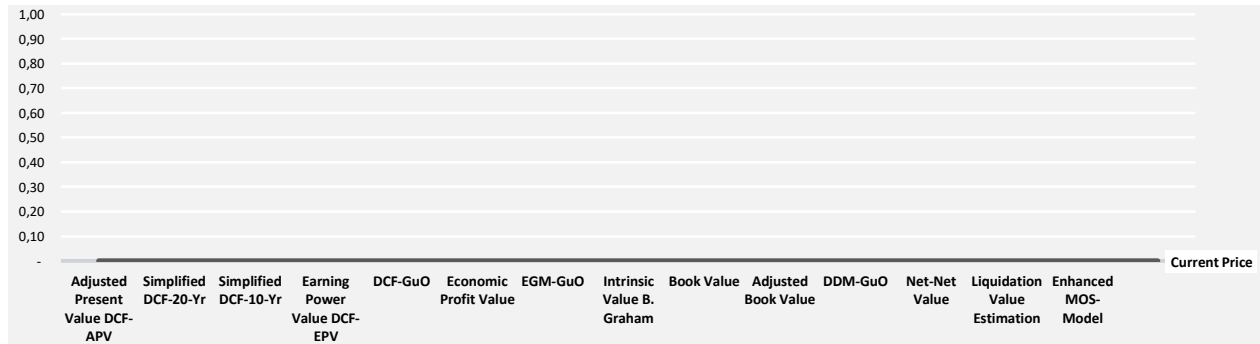 1,00
0,90
0,80
0,70
0,60
0,50
0,40
0,30
0,20
0,10
-
Current Price
Adjusted
Present
Value DCF-
APV
Simplified
DCF-20-Yr
Simplified
DCF-10-Yr
Earning
Power
Value DCF-
EPV
DCF-GuO
Economic
Profit Value
EGM-GuO
Intrinsic
Value B.
Graham
Book Value
Adjusted
Book Value
DDM-GuO
Net-Net
Value
Liquidation
Value
Estimation
Enhanced
MOS-
Model